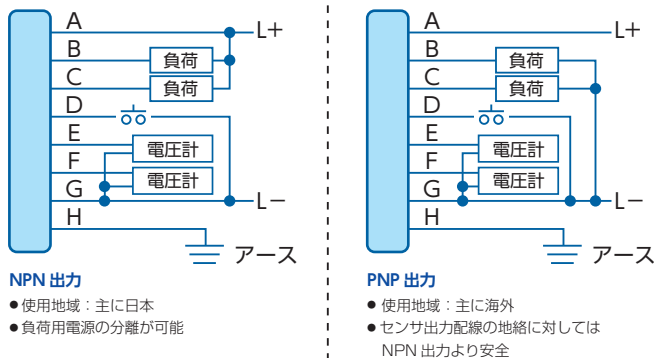 A
L+
B
負荷
C
負荷
D
E
電圧計
F
電圧計
G
L−
H
アース
NPN 出力
● 使用地域：主に日本
● 負荷用電源の分離が可能
A
L+
B
負荷
C
負荷
D
E
電圧計
F
電圧計
G
L−
H
アース
PNP 出力
● 使用地域：主に海外
● センサ出力配線の地絡に対しては
NPN 出力より安全